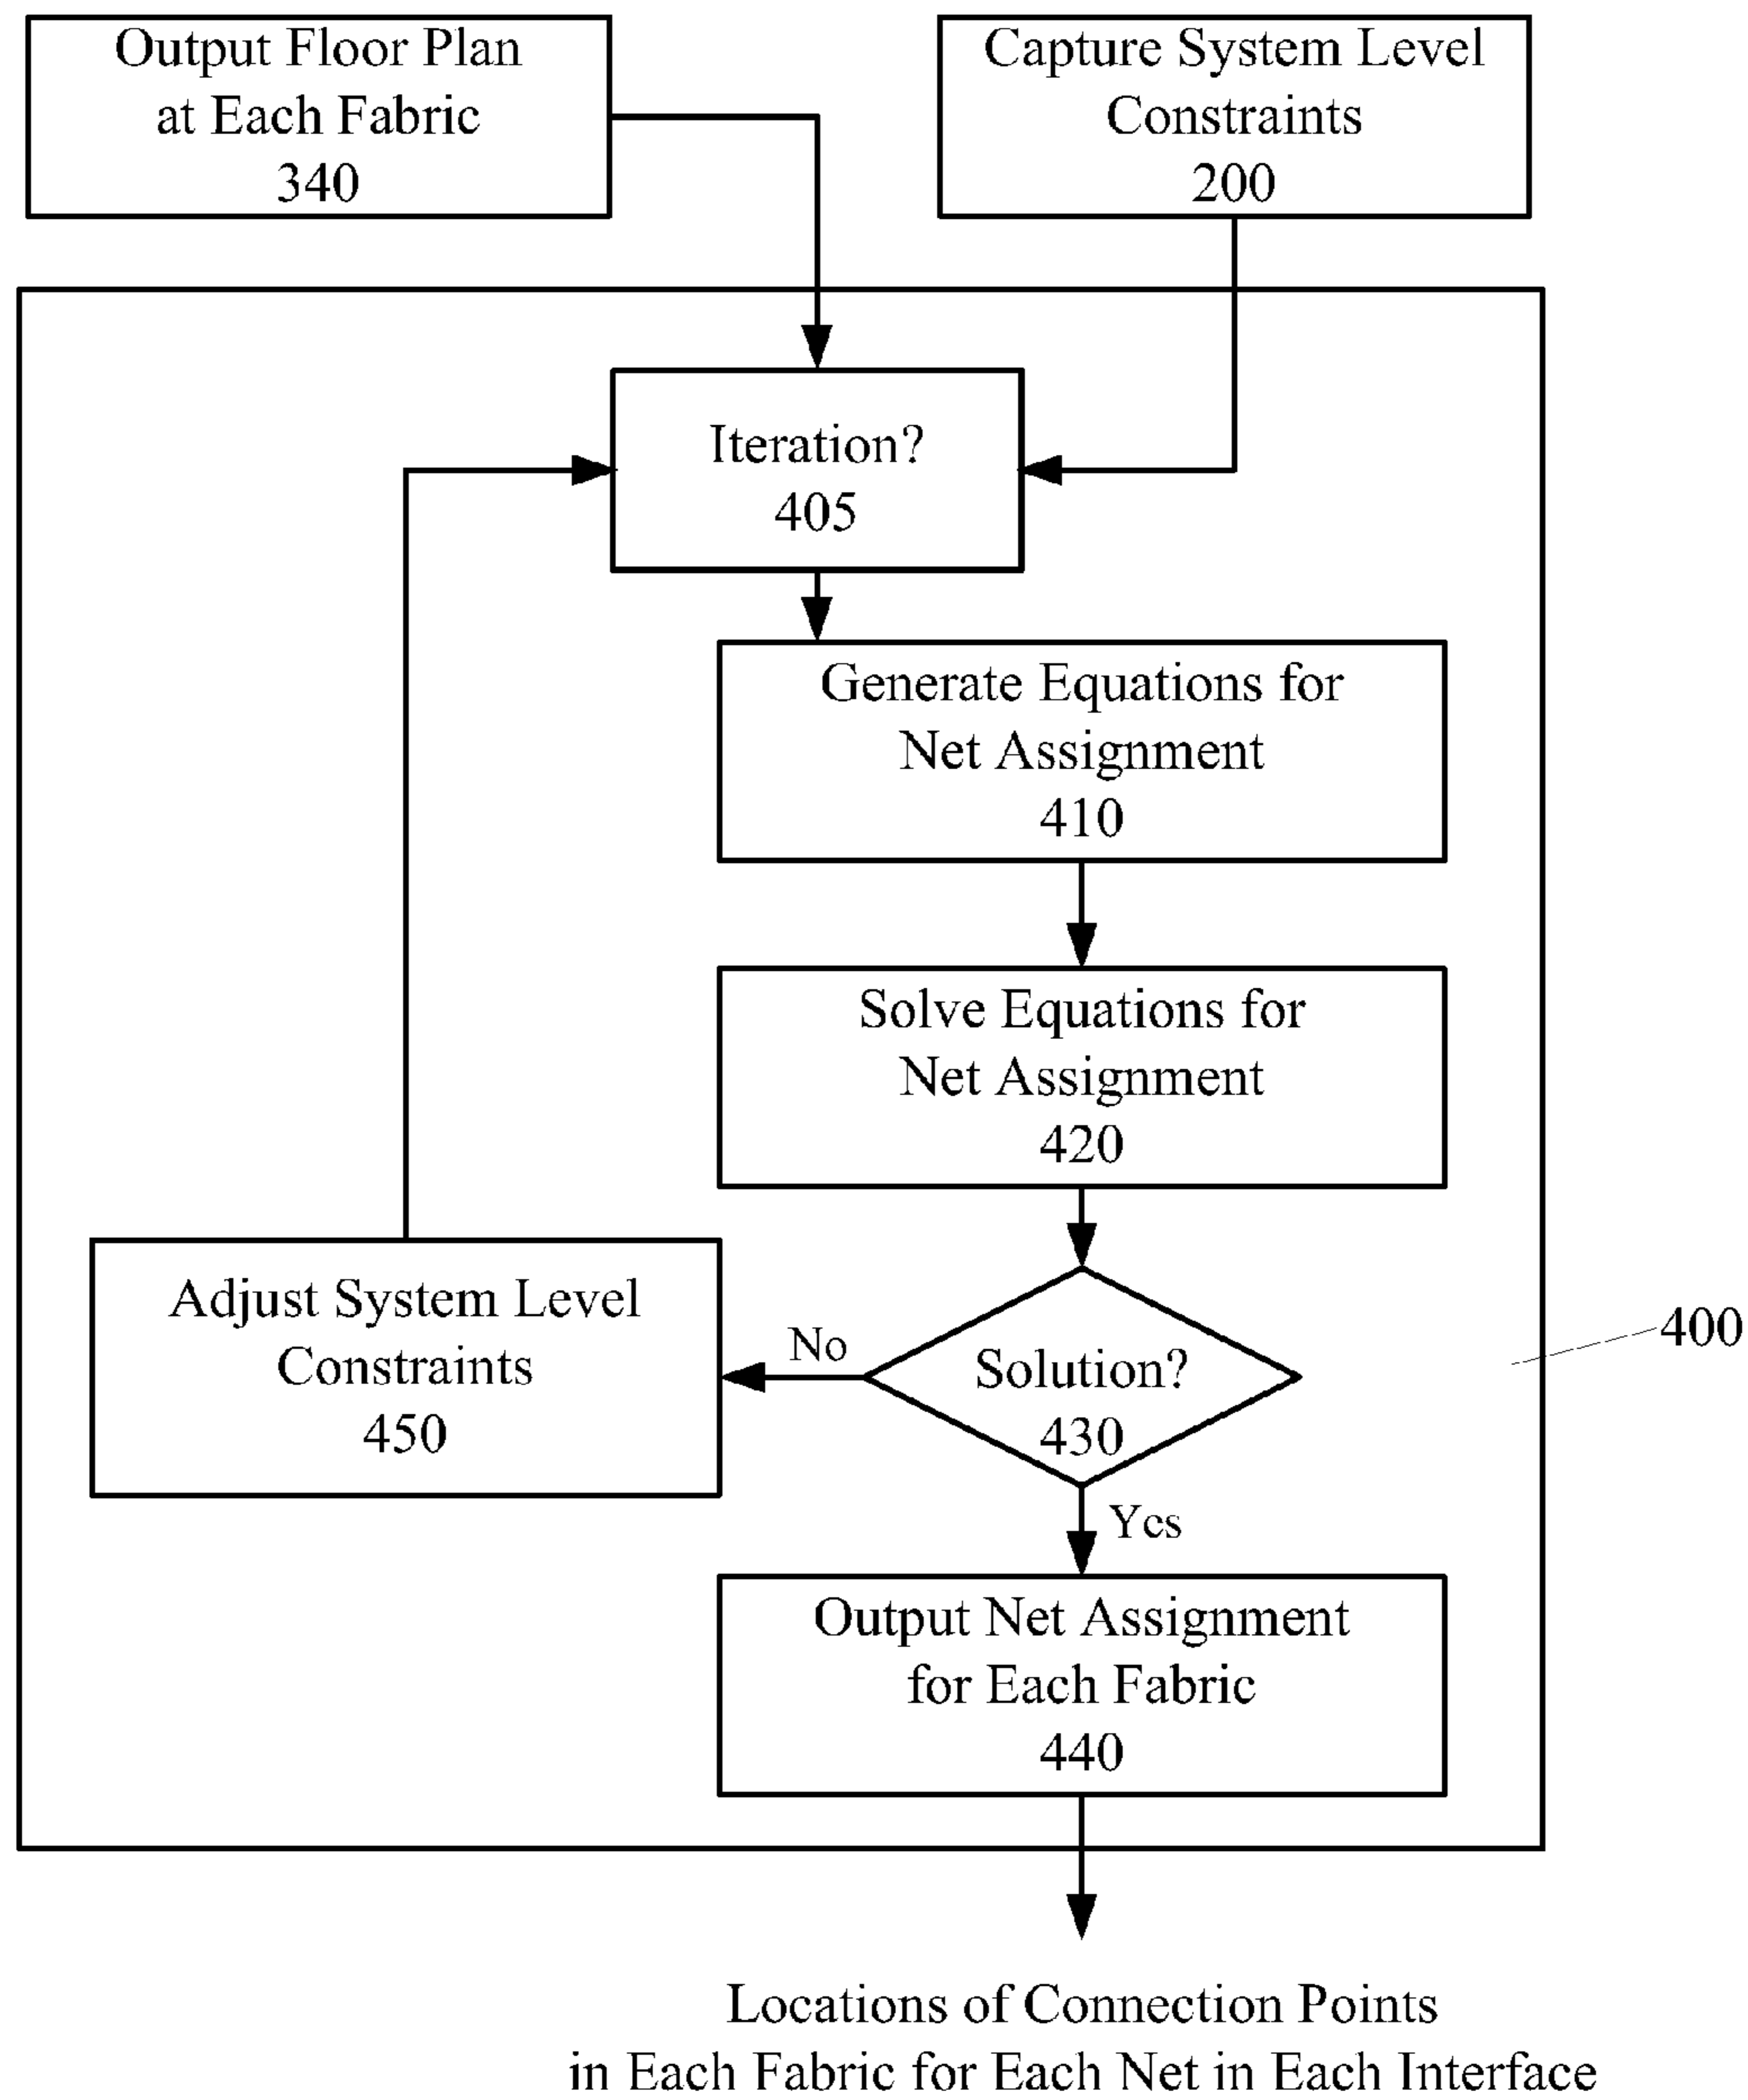 Output Floor Plan
at Each Fabric
340
Capture System Level
Constraints
200
Iteration?
405
Generate Equations for
Net Assignment
410
Solve Equations for
Net Assignment
420
Adjust System Level
Constraints
450
No
Solution?
430
400
Yes
Output Net Assignment
for Each Fabric
440
Locations of Connection Points
in Each Fabric for Each Net in Each Interface